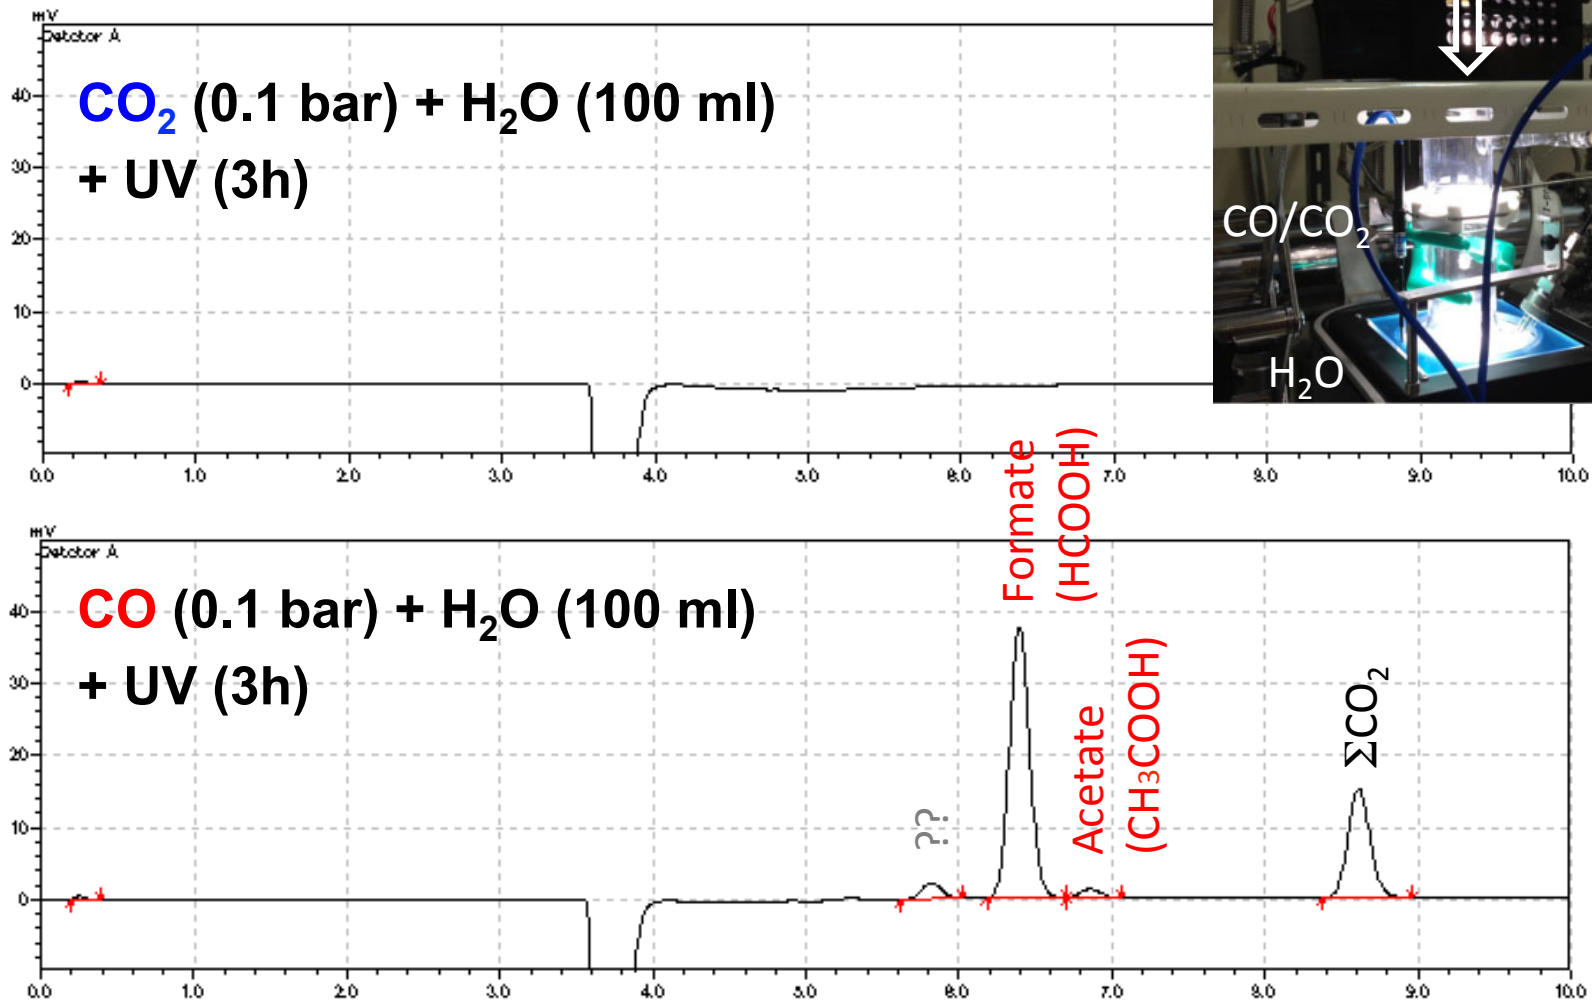 mV
Detctor A
CO₂ (0.1 bar) + H₂O (100 ml)
+ UV (3h)
40
30
20
10
0
0.0 1.0 2.0 3.0 4.0 5.0 6.0 7.0 8.0 9.0 10.0
CO/CO₂
H₂O
mV
Detctor A
CO (0.1 bar) + H₂O (100 ml)
+ UV (3h)
40
30
20
10
0
??
Formate
(HCOOH)
Acetate
(CH₃COOH)
ΣCO₂
0.0 1.0 2.0 3.0 4.0 5.0 6.0 7.0 8.0 9.0 10.0